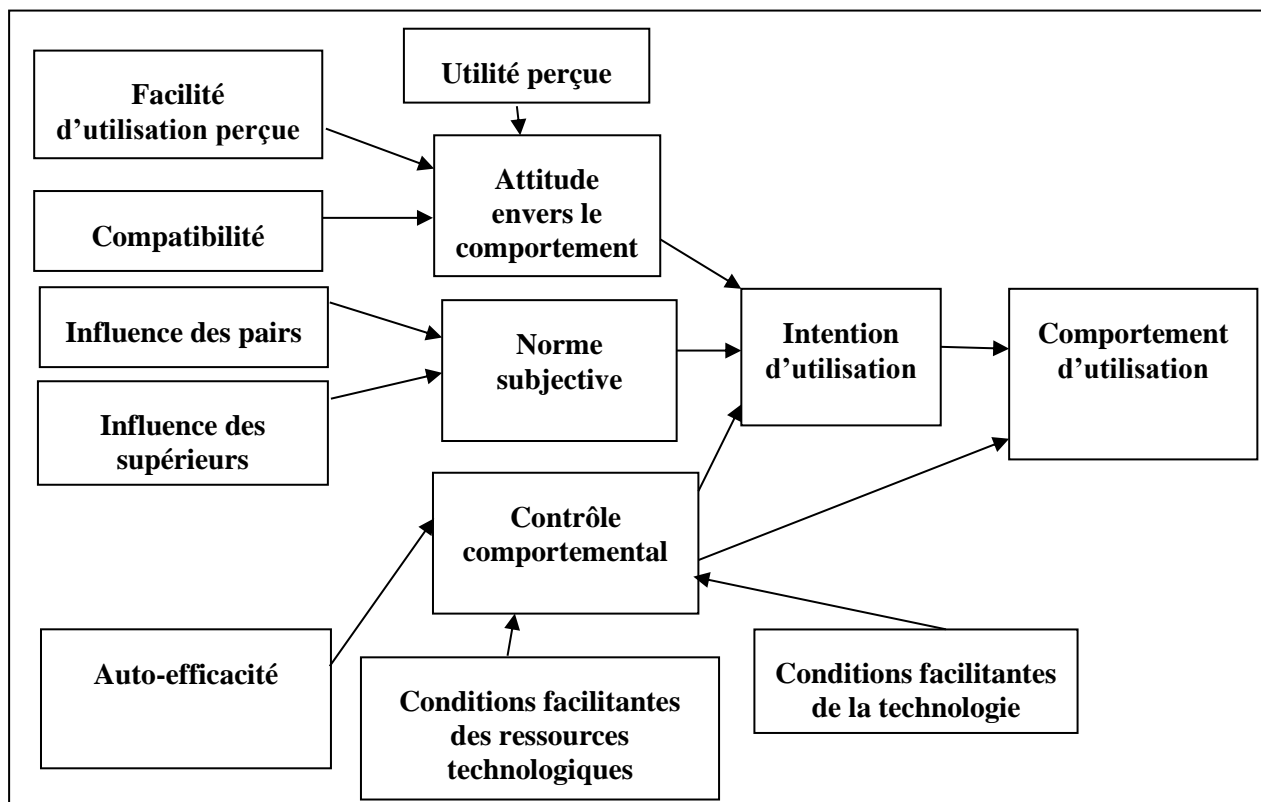 Utilité perçue
Facilité
d’utilisation perçue
Attitude
envers le
comportement
Compatibilité
Influence des pairs
Norme
subjective
Intention
d’utilisation
Comportement
d’utilisation
Influence des
supérieurs
Contrôle
comportemental
Auto-efficacité
Conditions facilitantes
des ressources
technologiques
Conditions facilitantes
de la technologie